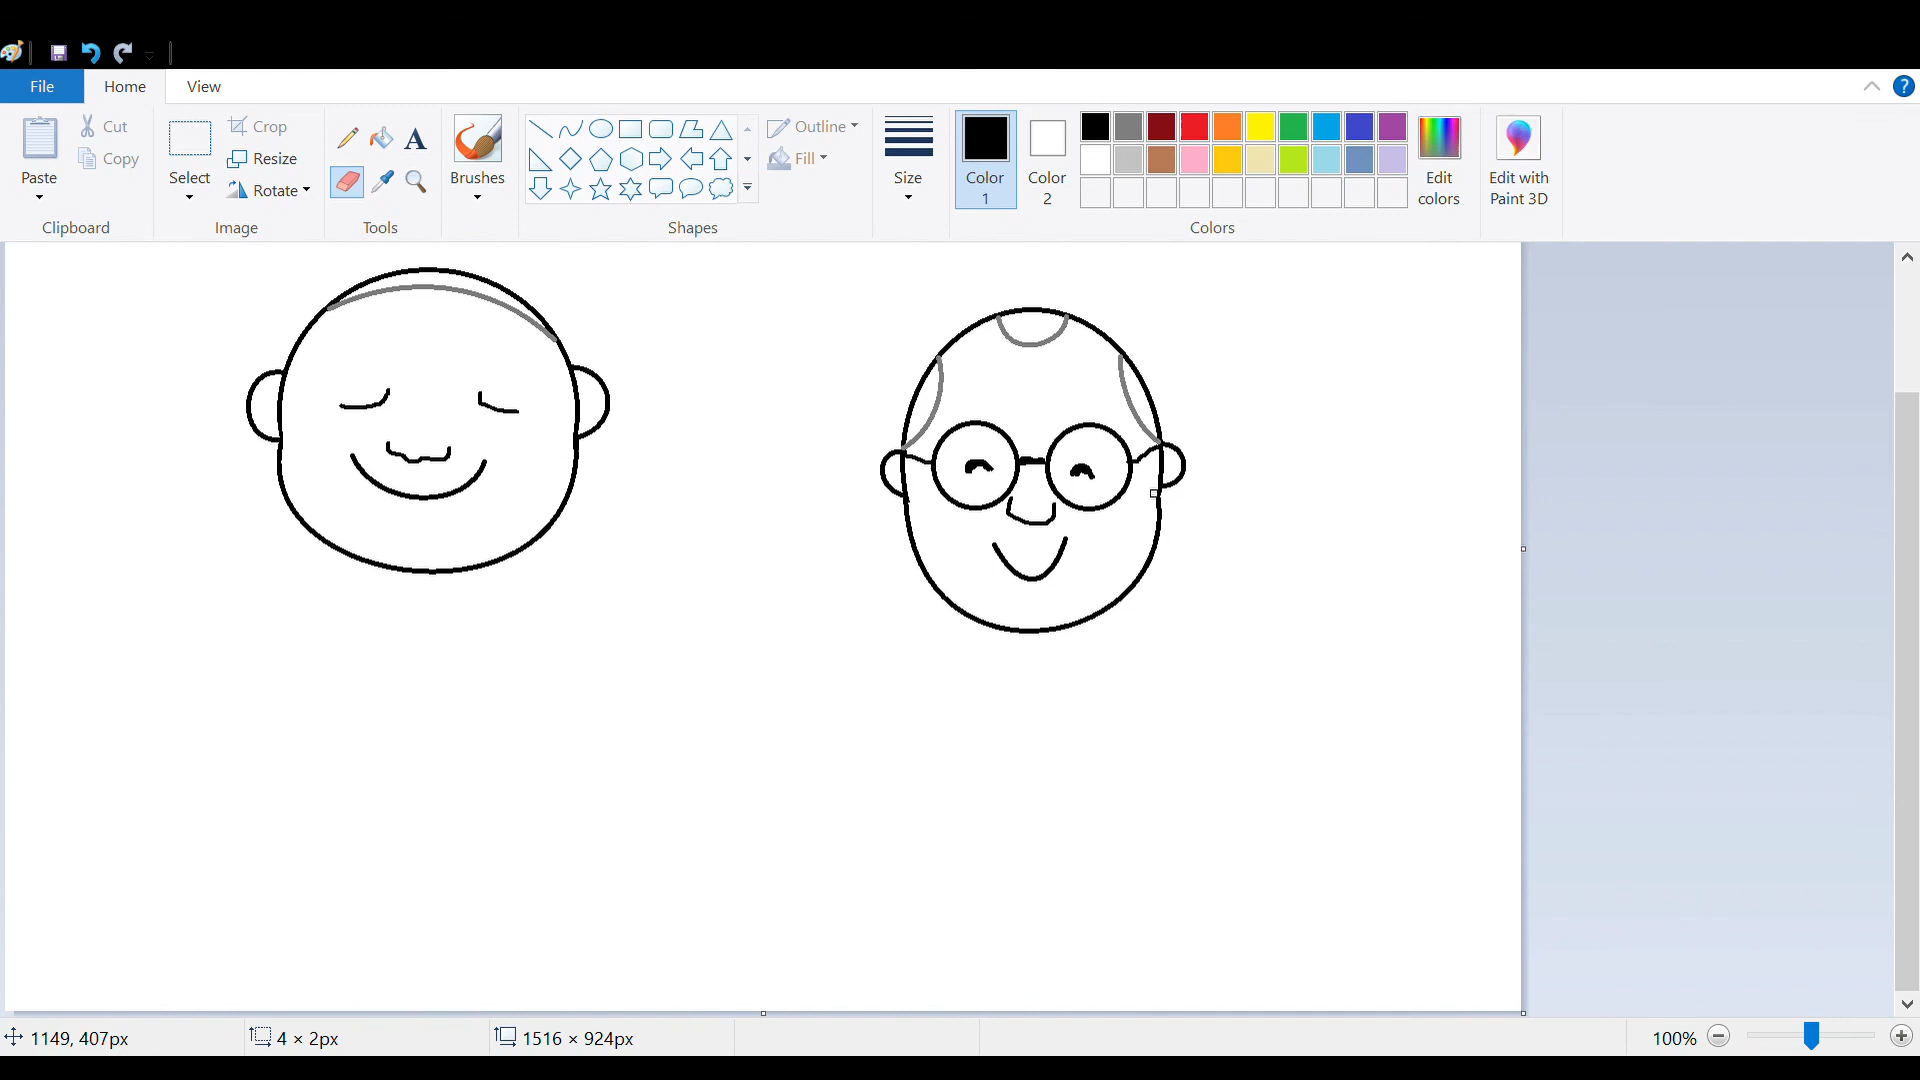 File Home View ?
Cut Crop Outline
Copy Resize Fill
Paste Select Rotate Brushes Size Color 1 Color 2 Edit colors Edit with Paint 3D
Clipboard Image Tools Shapes Colors
1149, 407px 4 × 2px 1516 × 924px 100%